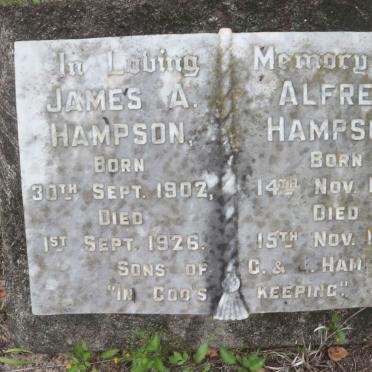 In Loving Memory
JAMES A.
HAMPSON,
BORN
30TH SEPT. 1902,
DIED
1ST SEPT. 1926.
ALFRE
HAMPS
BORN
14TH NOV.
DIED
15TH NOV.
SONS OF C. & HAM
"IN GOD'S KEEPING."